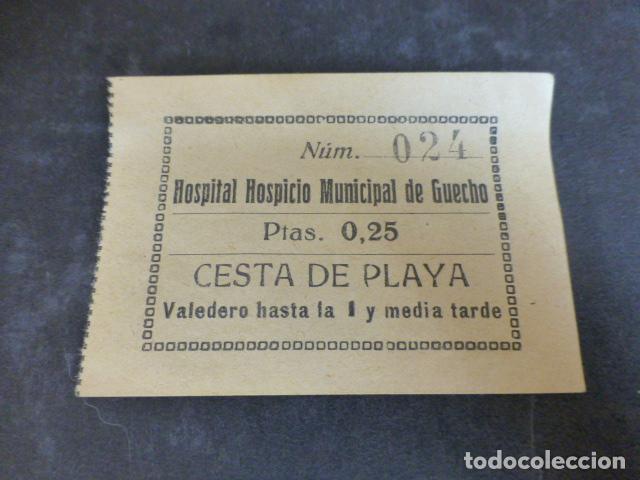 Núm. 024
Hospital Hospicio Municipal de Guecho
Ptas. 0,25
CESTA DE PLAYA
Valedero hasta la 1 y media tarde
todocoleccion.net